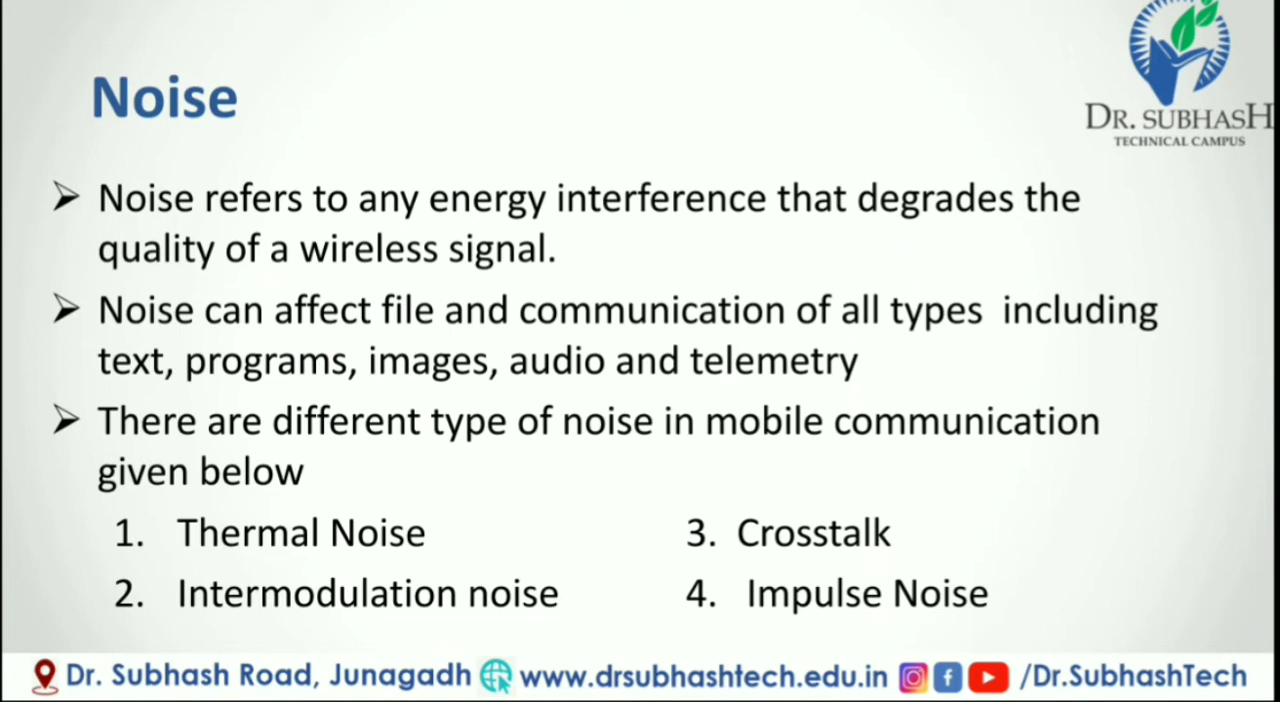 DR. SUBHASH
TECHNICAL CAMPUS
Noise
Noise refers to any energy interference that degrades the
quality of a wireless signal.
Noise can affect file and communication of all types including
text, programs, images, audio and telemetry
There are different type of noise in mobile communication
given below
1. Thermal Noise
2. Intermodulation noise
3. Crosstalk
4. Impulse Noise
Dr. Subhash Road, Junagadh www.drsubhashtech.edu.in /Dr.SubhashTech